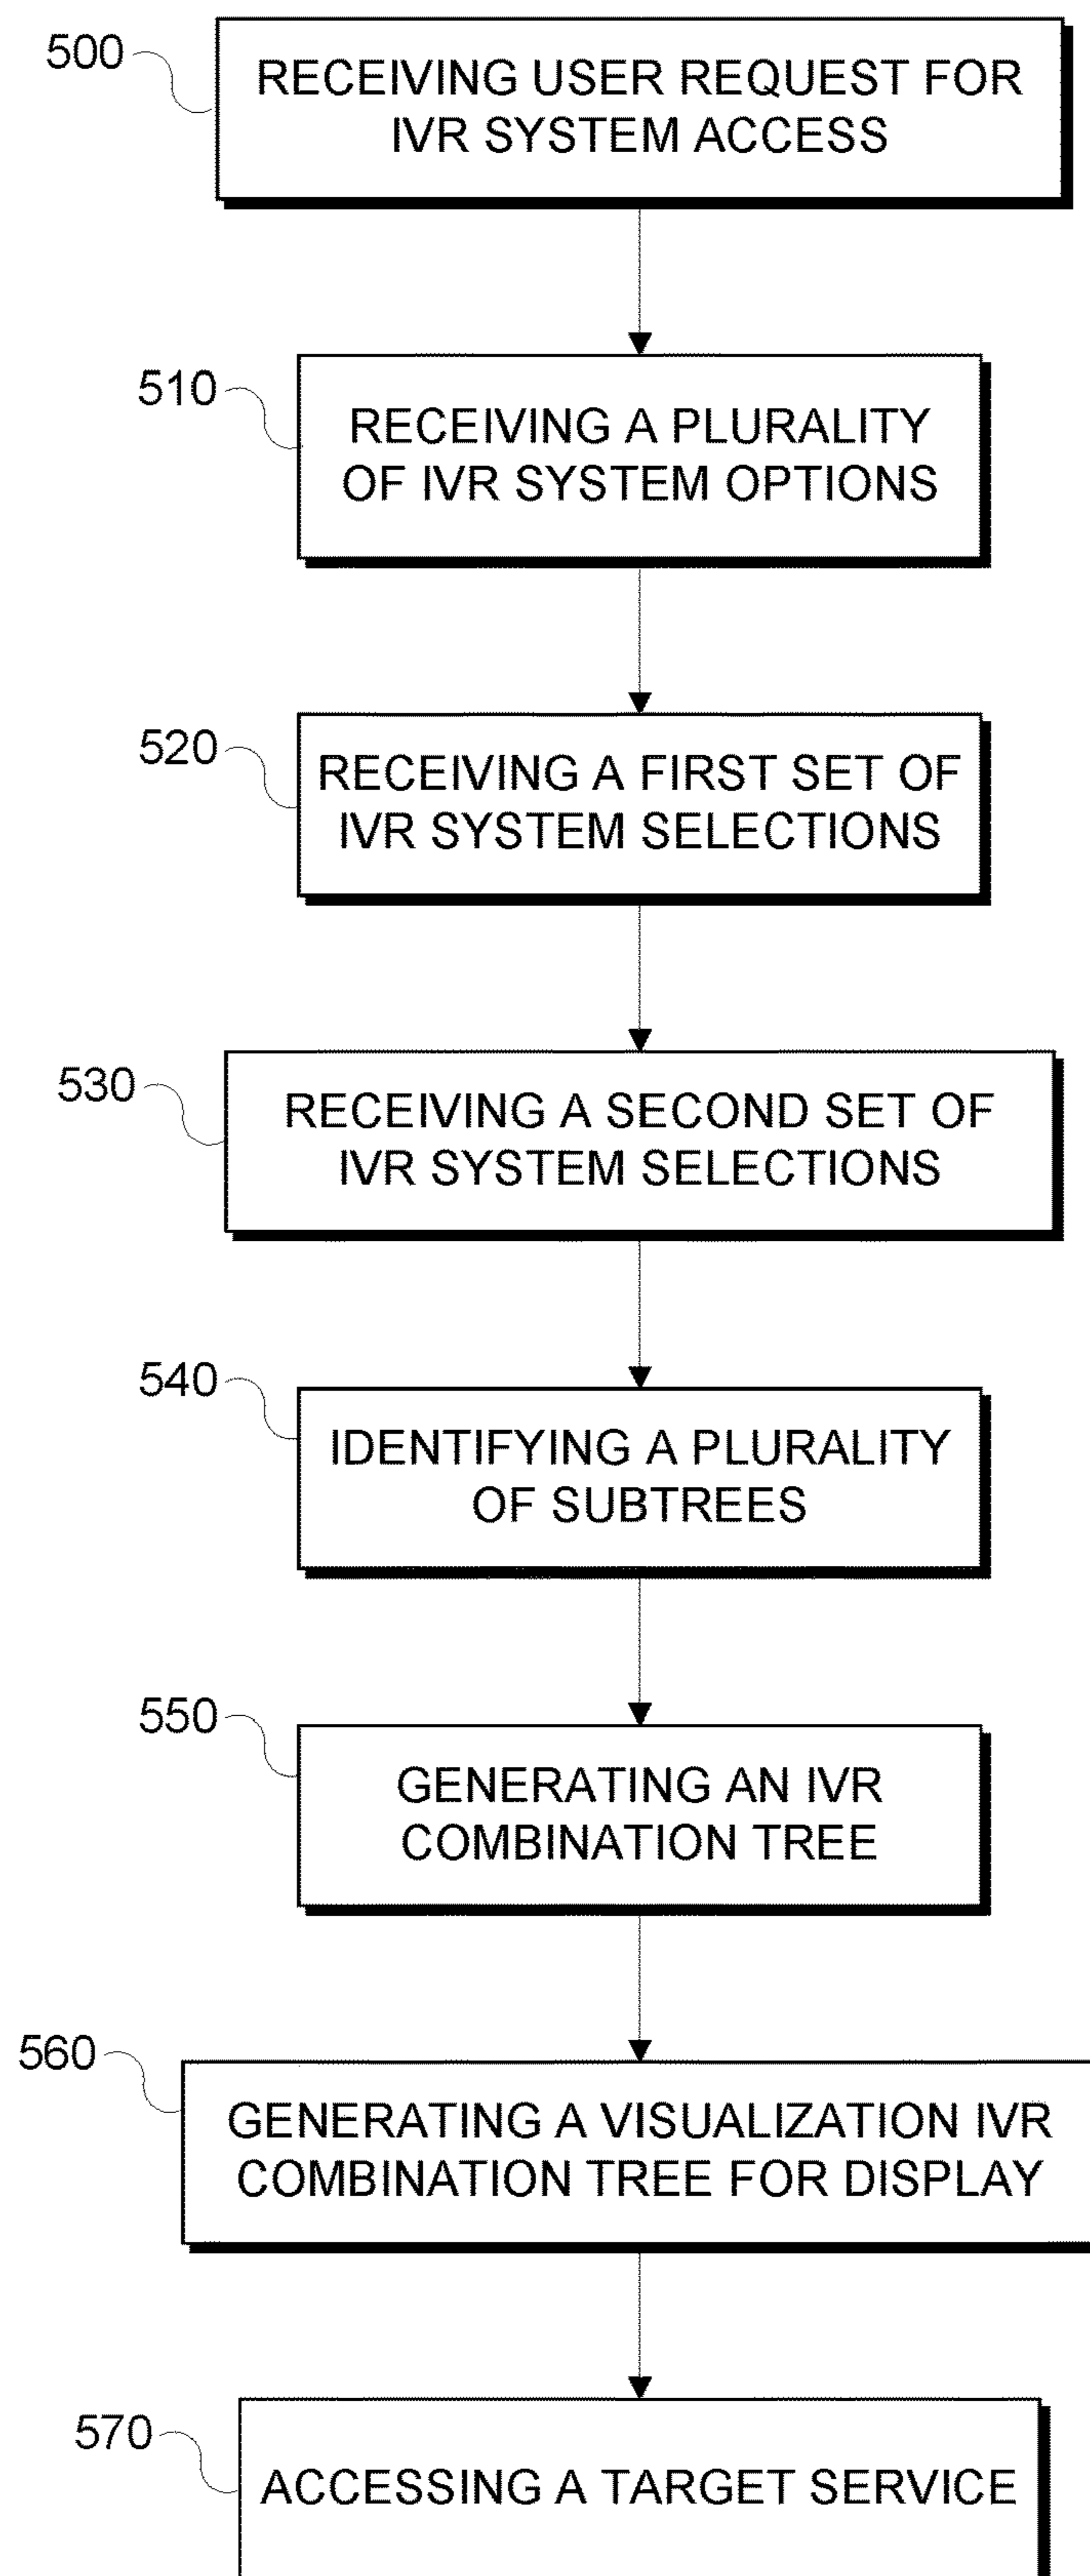 500
RECEIVING USER REQUEST FOR
IVR SYSTEM ACCESS
510
RECEIVING A PLURALITY
OF IVR SYSTEM OPTIONS
520
RECEIVING A FIRST SET OF
IVR SYSTEM SELECTIONS
530
RECEIVING A SECOND SET OF
IVR SYSTEM SELECTIONS
540
IDENTIFYING A PLURALITY
OF SUBTREES
550
GENERATING AN IVR
COMBINATION TREE
560
GENERATING A VISUALIZATION IVR
COMBINATION TREE FOR DISPLAY
570
ACCESSING A TARGET SERVICE